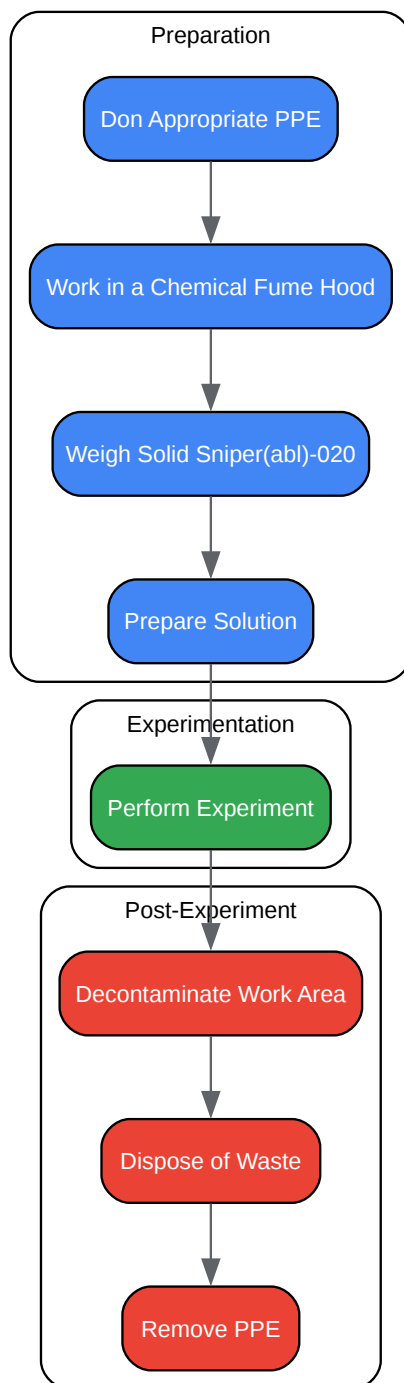 Preparation
Don Appropriate PPE
Work in a Chemical Fume Hood
Weigh Solid Sniper(abl)-020
Prepare Solution
Experimentation
Perform Experiment
Post-Experiment
Decontaminate Work Area
Dispose of Waste
Remove PPE